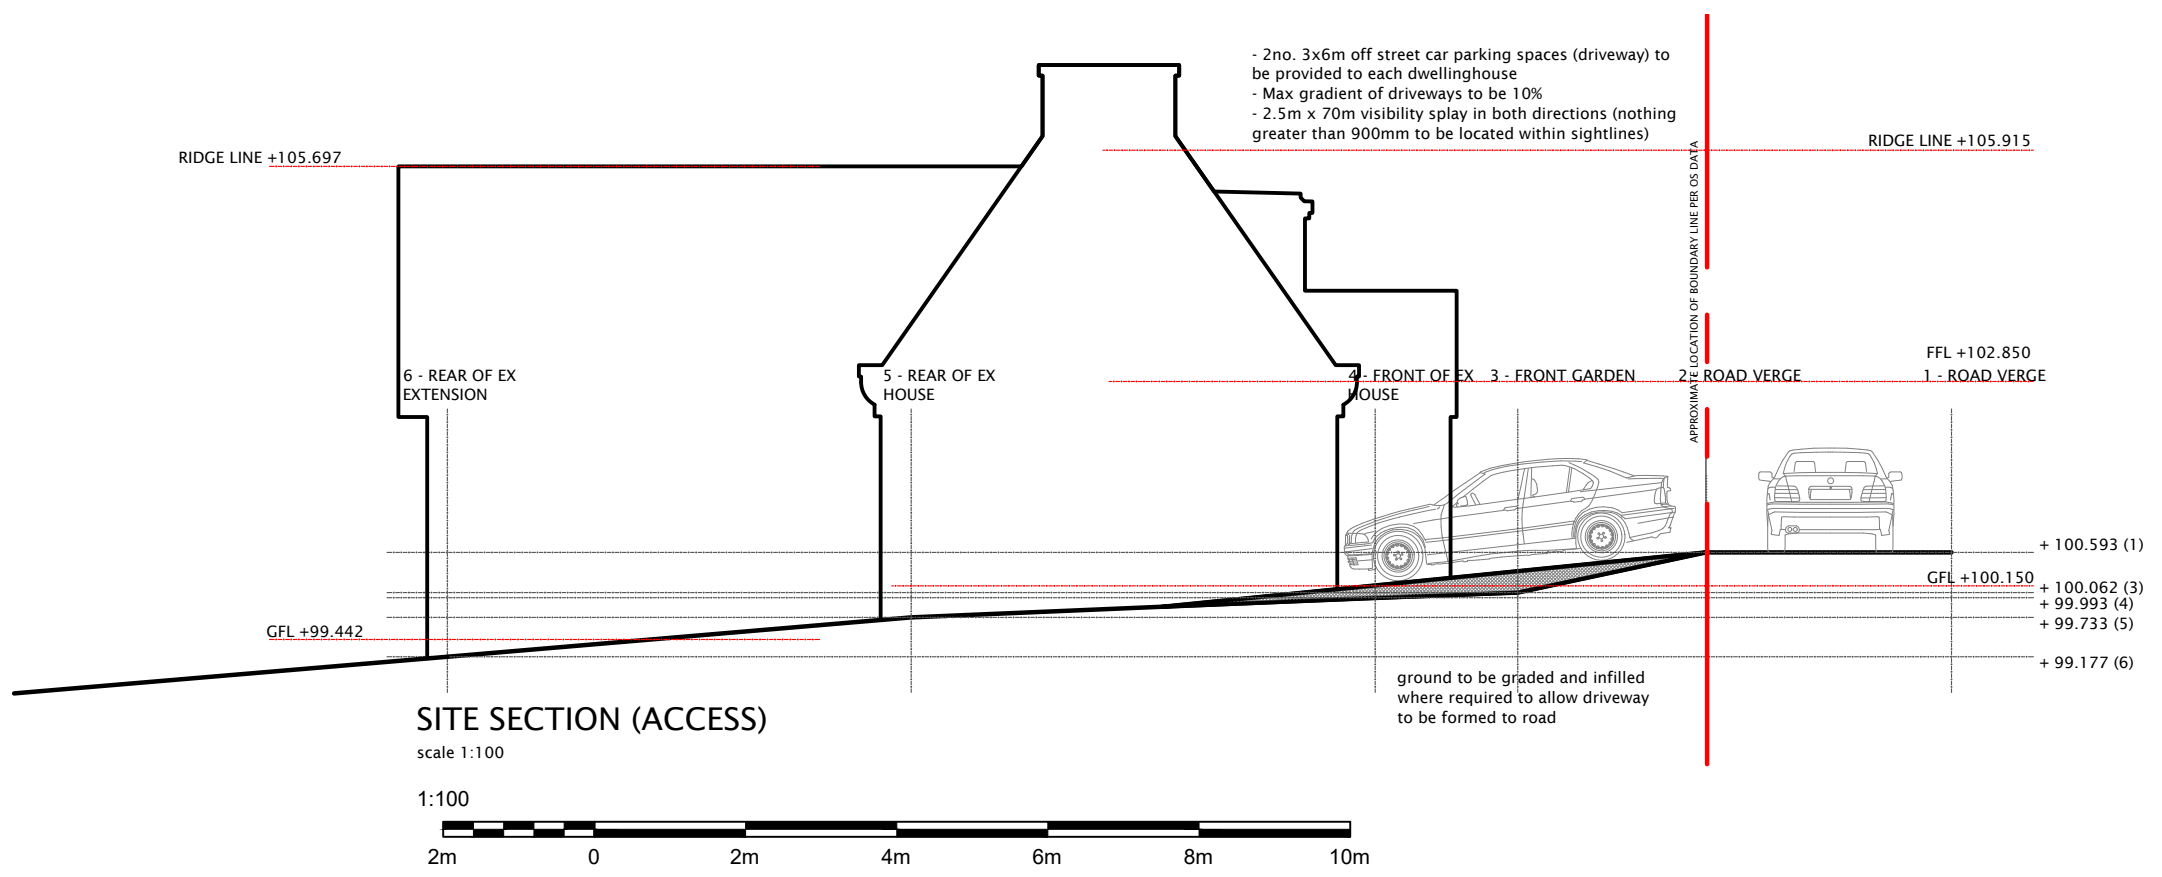 - 2no. 3x6m off street car parking spaces (driveway) to
be provided to each dwellinghouse
- Max gradient of driveways to be 10%
- 2.5m x 70m visibility splay in both directions (nothing
greater than 900mm to be located within sightlines)
RIDGE LINE +105.697
RIDGE LINE +105.915
APPROXIMATE LOCATION OF BOUNDARY LINE PER OS DATA
FFL +102.850
6 - REAR OF EX
EXTENSION
5 - REAR OF EX
HOUSE
4 - FRONT OF EX
HOUSE
3 - FRONT GARDEN
2 - ROAD VERGE
1 - ROAD VERGE
+ 100.593 (1)
GFL +100.150
+ 100.062 (3)
+ 99.993 (4)
+ 99.733 (5)
GFL +99.442
+ 99.177 (6)
ground to be graded and infilled
where required to allow driveway
to be formed to road
SITE SECTION (ACCESS)
scale 1:100
1:100
2m 0 2m 4m 6m 8m 10m